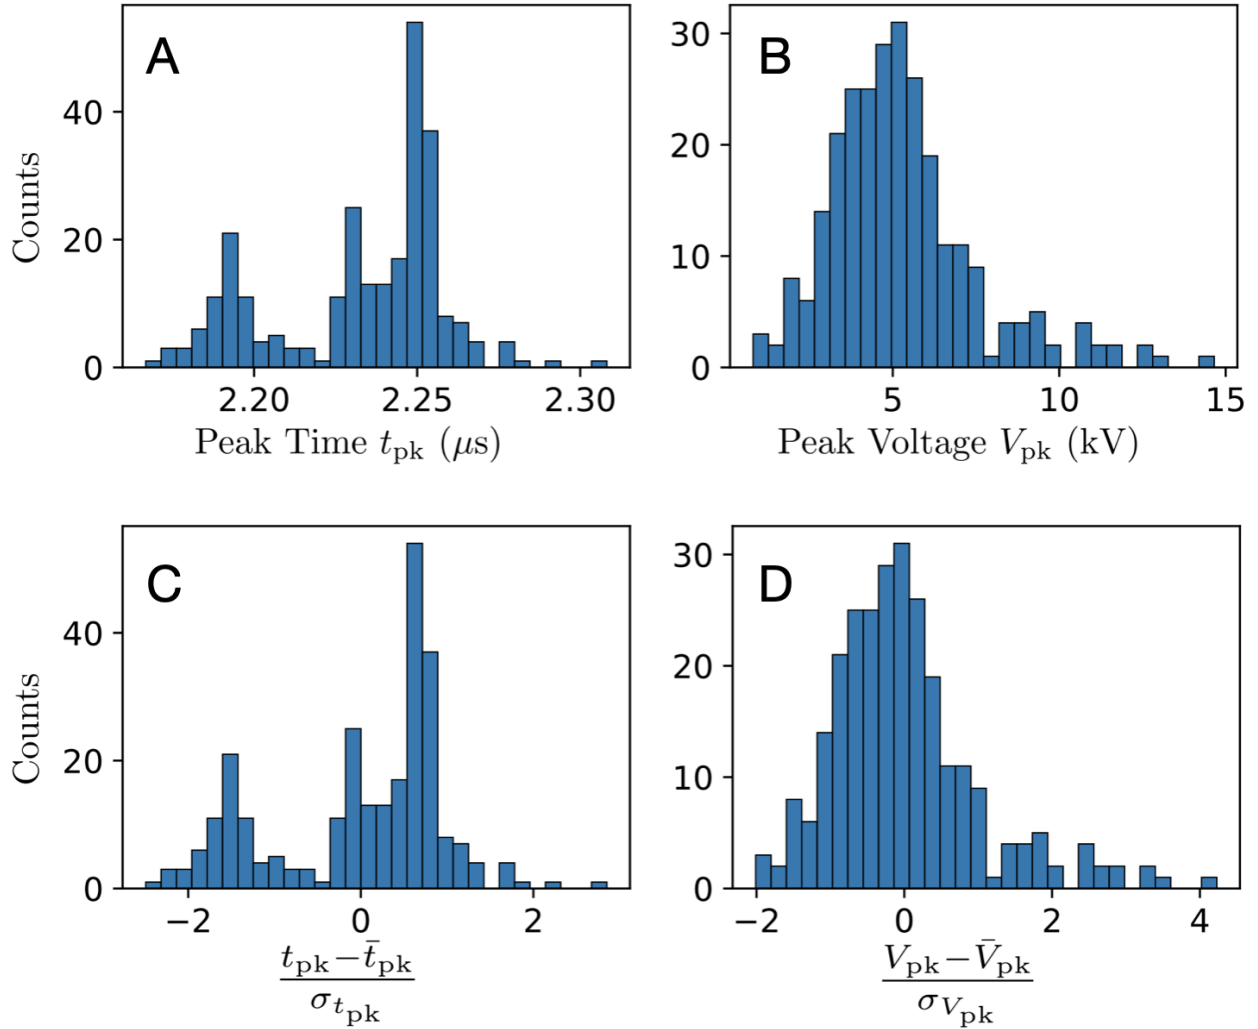 A
B
Counts
40
20
0
30
20
10
0
2.20 2.25 2.30
5 10 15
Peak Time t_pk (μs)
Peak Voltage V_pk (kV)
C
D
Counts
40
20
0
30
20
10
0
−2 0 2
−2 0 2 4
t_pk−t̄_pk
σ_t_pk
V_pk−V̄_pk
σ_V_pk